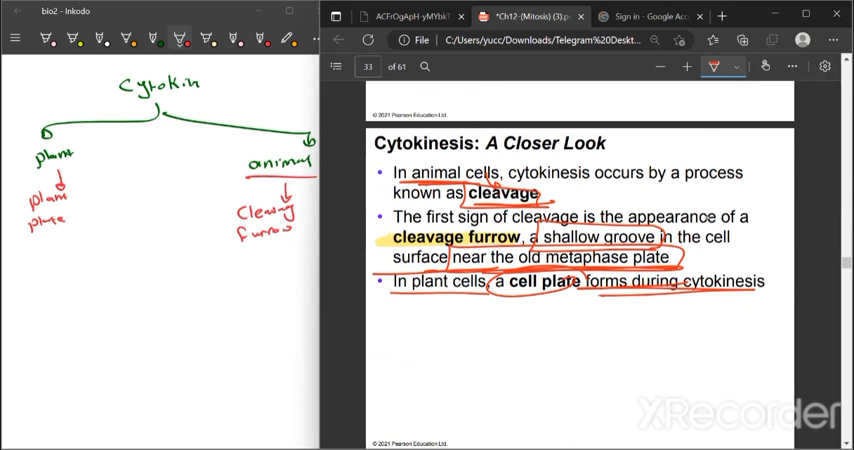 bio2 - Inkodo
Cytokin
plant
animal
plant
plate
Cleavag
furrow
ACFrOgApH-yMYbkT
*Ch12-(Mitosis) (3).p
Sign in - Google Acc
File
C:/Users/yucc/Downloads/Telegram%20Deskt...
33
of 61
© 2021 Pearson Education Ltd.
Cytokinesis: A Closer Look
• In animal cells, cytokinesis occurs by a process
known as cleavage
• The first sign of cleavage is the appearance of a
cleavage furrow, a shallow groove in the cell
surface near the old metaphase plate
• In plant cells, a cell plate forms during cytokinesis
XRecorder
© 2021 Pearson Education Ltd.